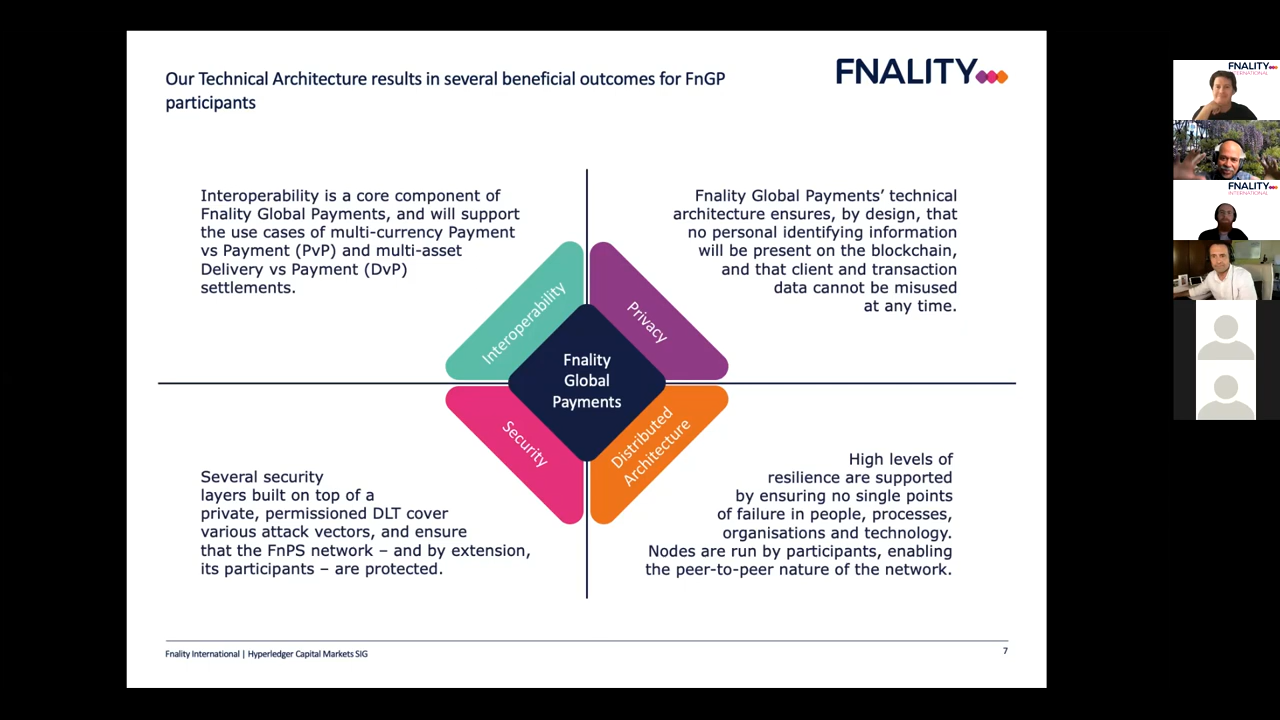 Our Technical Architecture results in several beneficial outcomes for FnGP
participants
FNALITY
Interoperability is a core component of
Fnality Global Payments, and will support
the use cases of multi-currency Payment
vs Payment (PvP) and multi-asset
Delivery vs Payment (DvP)
settlements.
Fnality Global Payments’ technical
architecture ensures, by design, that
no personal identifying information
will be present on the blockchain,
and that client and transaction
data cannot be misused
at any time.
Interoperability
Privacy
Fnality
Global
Payments
Security
Distributed
Architecture
Several security
layers built on top of a
private, permissioned DLT cover
various attack vectors, and ensure
that the FnPS network – and by extension,
its participants – are protected.
High levels of
resilience are supported
by ensuring no single points
of failure in people, processes,
organisations and technology.
Nodes are run by participants, enabling
the peer-to-peer nature of the network.
Fnality International | Hyperledger Capital Markets SIG
7
FNALITY
INTERNATIONAL
FNALITY
INTERNATIONAL